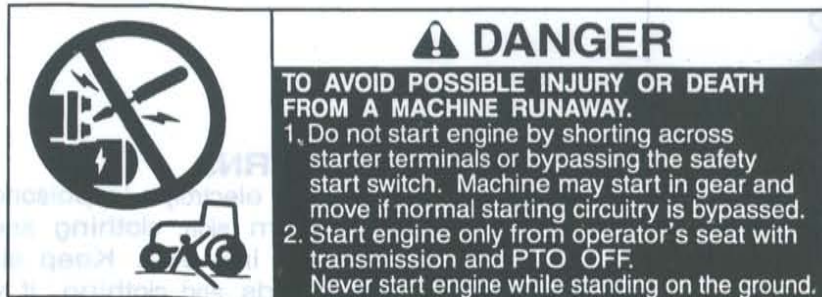 DANGER
TO AVOID POSSIBLE INJURY OR DEATH
FROM A MACHINE RUNAWAY.
1. Do not start engine by shorting across
starter terminals or bypassing the safety
start switch. Machine may start in gear and
move if normal starting circuitry is bypassed.
2. Start engine only from operator's seat with
transmission and PTO OFF.
Never start engine while standing on the ground.